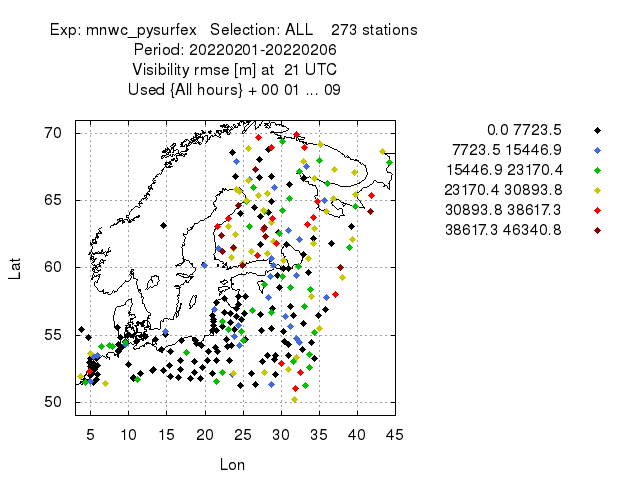 Exp: mnwc_pysurfex   Selection: ALL    273 stations
Period: 20220201-20220206
Visibility rmse [m] at  21 UTC
Used {All hours} + 00 01 ... 09
0.0 7723.5
7723.5 15446.9
15446.9 23170.4
23170.4 30893.8
30893.8 38617.3
38617.3 46340.8
70
65
60
55
50
Lat
5 10 15 20 25 30 35 40 45
Lon